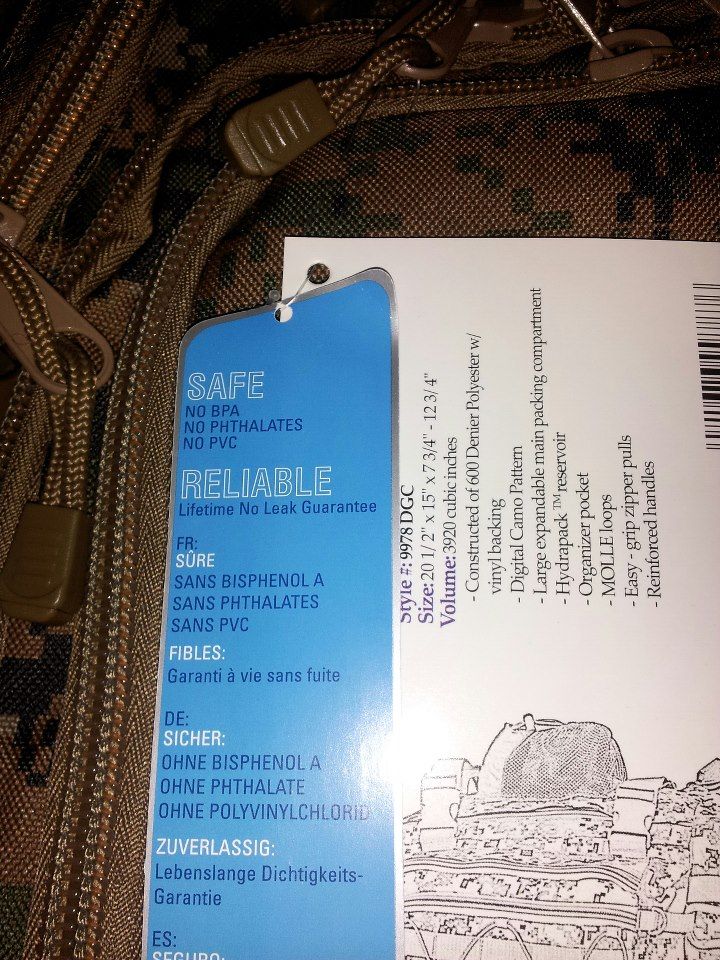 SAFE
NO BPA
NO PHTHALATES
NO PVC
RELIABLE
Lifetime No Leak Guarantee
FR:
SÛRE
SANS BISPHENOL A
SANS PHTHALATES
SANS PVC
FIBLES:
Garanti à vie sans fuite
DE:
SICHER:
OHNE BISPHENOL A
OHNE PHTHALATE
OHNE POLYVINYLCHLORID
ZUVERLASSIG:
Lebenslange Dichtigkeits-
Garantie
ES:
SEGURO:
Style #: 9978 DGC
Size: 20 1/2" x 15" x 7 3/4" - 12 3/4"
Volume: 3920 cubic inches
- Constructed of 600 Denier Polyester w/
vinyl backing
- Digital Camo Pattern
- Large expandable main packing compartment
- Hydrapack ™ reservoir
- Organizer pocket
- MOLLE loops
- Easy - grip zipper pulls
- Reinforced handles